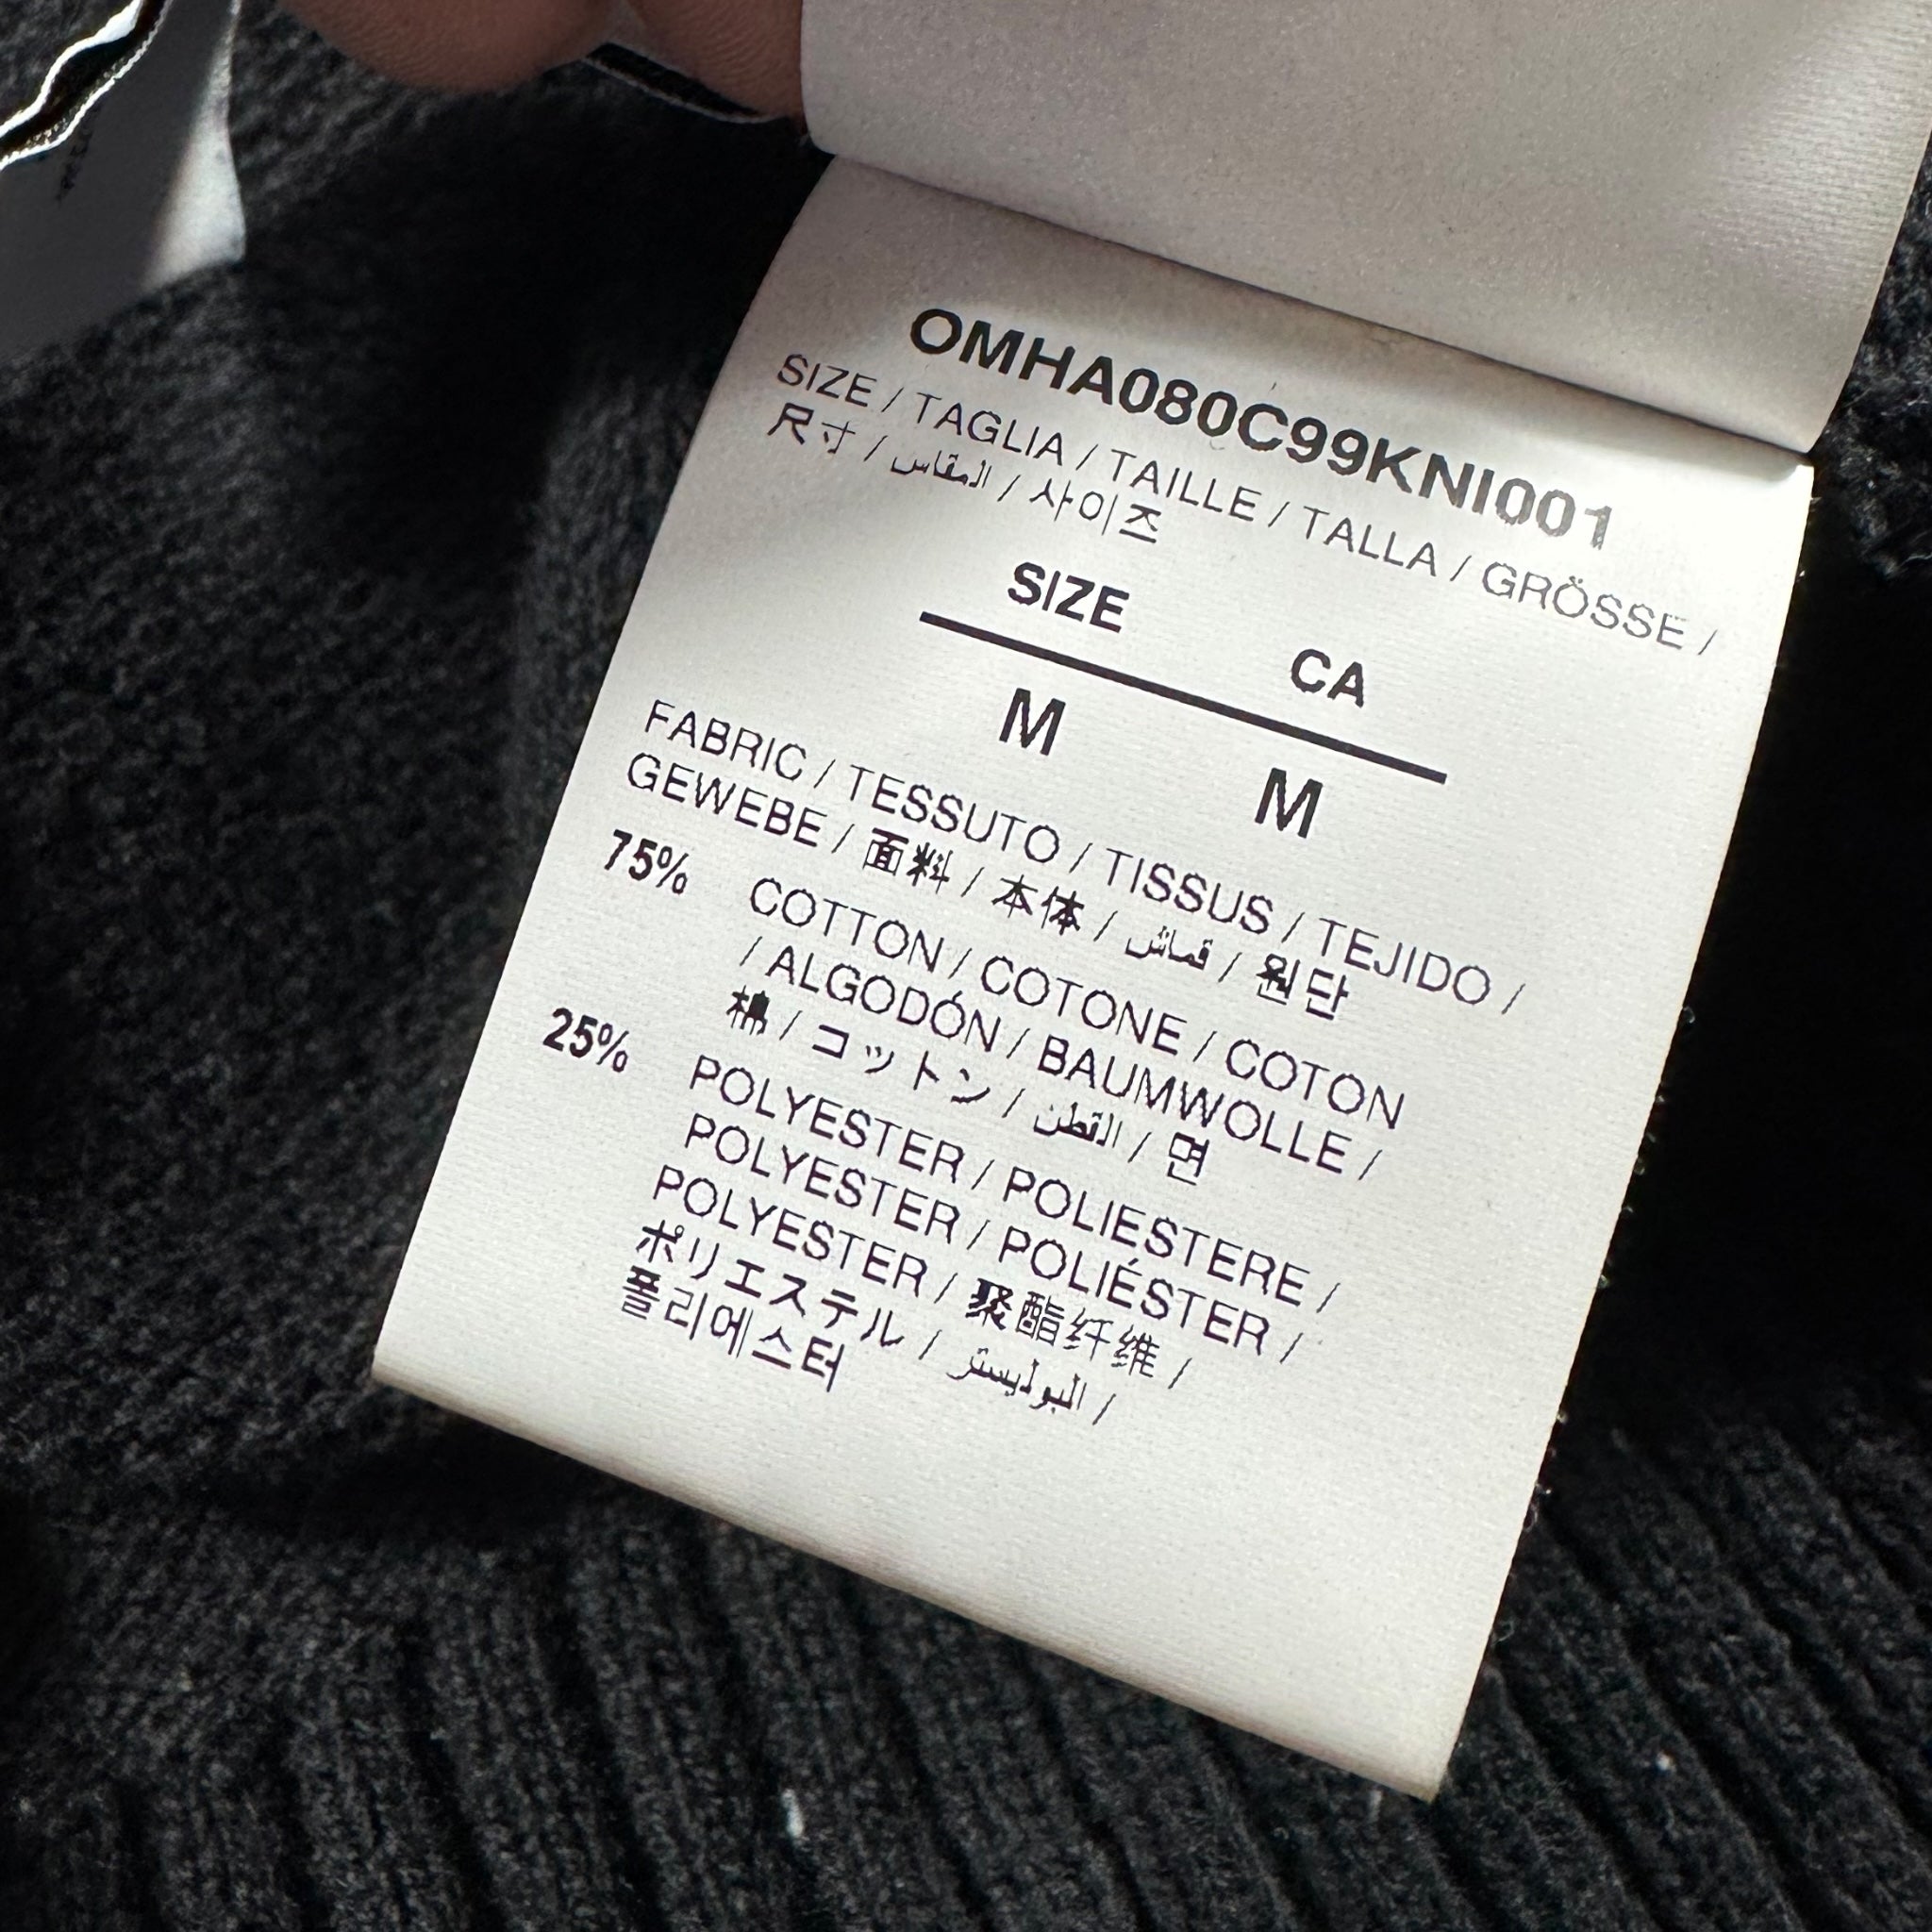 OMHA080C99KNI001
SIZE / TAGLIA / TAILLE / TALLA / GRÖSSE /
尺寸 / المقاس / 사이즈
SIZE CA
M M
FABRIC / TESSUTO / TISSUS / TEJIDO /
GEWEBE / 面料 / 本体 / قماش / 원단
75% COTTON / COTONE / COTON
/ ALGODÓN / BAUMWOLLE /
棉 / コットン / القطن / 면
25% POLYESTER / POLIESTERE /
POLYESTER / POLIÉSTER /
POLYESTER / 聚酯纤维 /
ポリエステル / البوليستر /
폴리에스터